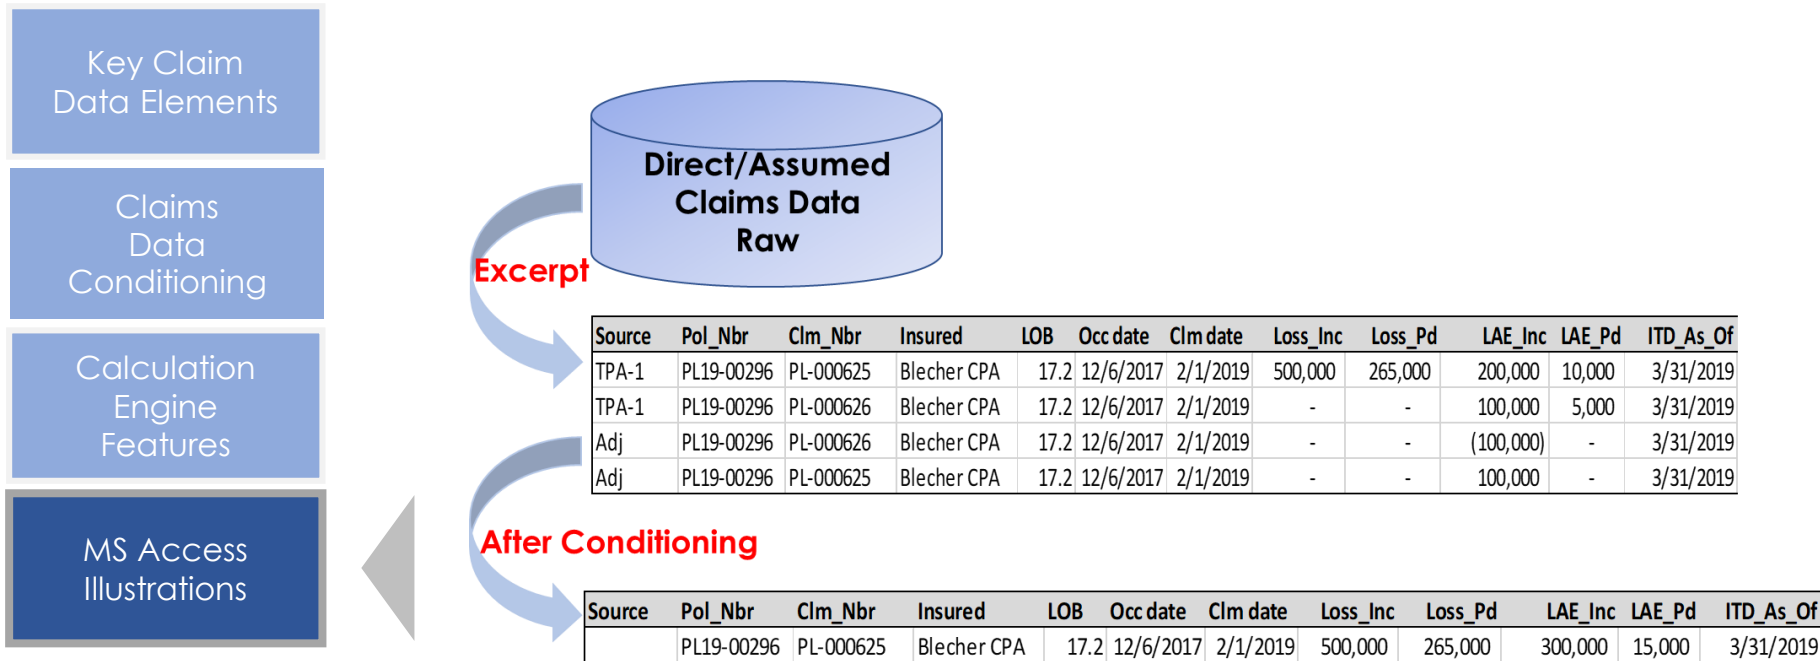 Key Claim
Data Elements
Claims
Data
Conditioning
Calculation
Engine
Features
MS Access
Illustrations
Direct/Assumed
Claims Data
Raw
Excerpt
Source Pol_Nbr Clm_Nbr Insured LOB Occ date Clm date Loss_Inc Loss_Pd LAE_Inc LAE_Pd ITD_As_Of
TPA-1 PL19-00296 PL-000625 Blecher CPA 17.2 12/6/2017 2/1/2019 500,000 265,000 200,000 10,000 3/31/2019
TPA-1 PL19-00296 PL-000626 Blecher CPA 17.2 12/6/2017 2/1/2019 - - 100,000 5,000 3/31/2019
Adj PL19-00296 PL-000626 Blecher CPA 17.2 12/6/2017 2/1/2019 - - (100,000) - 3/31/2019
Adj PL19-00296 PL-000625 Blecher CPA 17.2 12/6/2017 2/1/2019 - - 100,000 - 3/31/2019
After Conditioning
Source Pol_Nbr Clm_Nbr Insured LOB Occ date Clm date Loss_Inc Loss_Pd LAE_Inc LAE_Pd ITD_As_Of
PL19-00296 PL-000625 Blecher CPA 17.2 12/6/2017 2/1/2019 500,000 265,000 300,000 15,000 3/31/2019